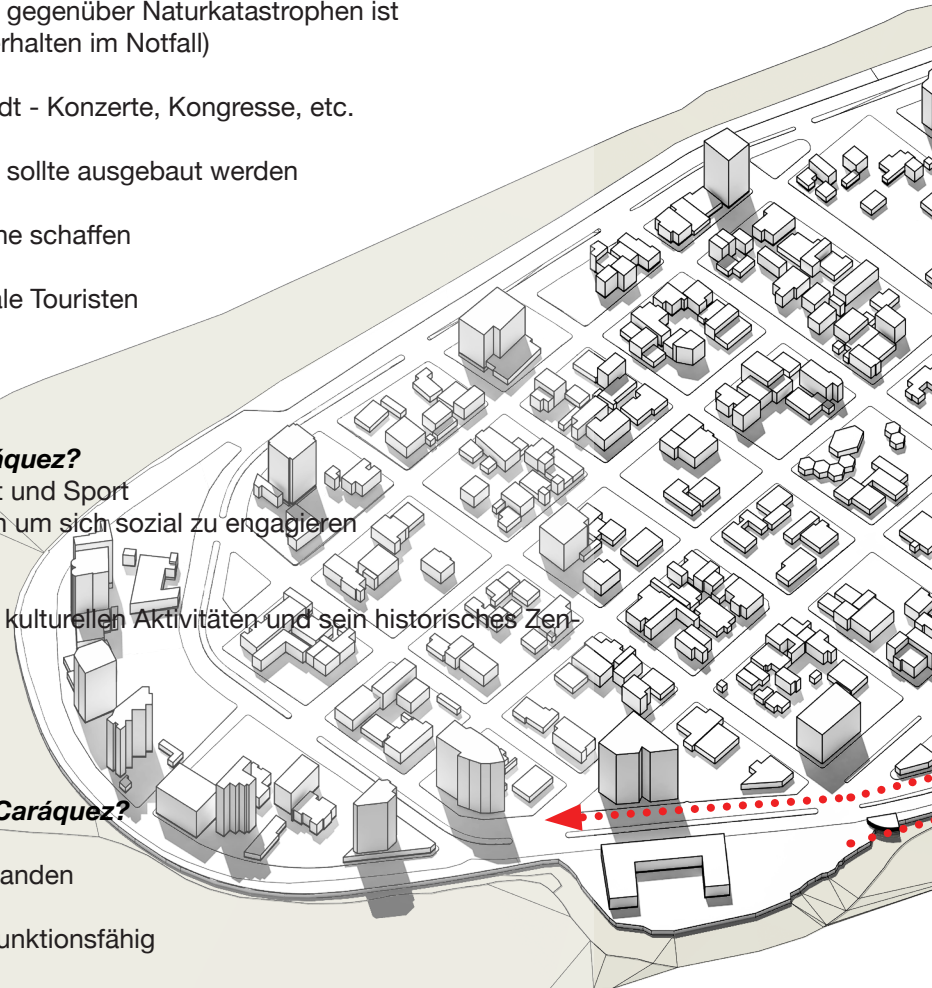 gegenüber Naturkatastrophen ist
erhalten im Notfall)
dt - Konzerte, Kongresse, etc.
sollte ausgebaut werden
ne schaffen
ale Touristen
áquez?
t und Sport
n um sich sozial zu engagieren
kulturellen Aktivitäten und sein historisches Zen-
Caráquez?
anden
unktionsfähig